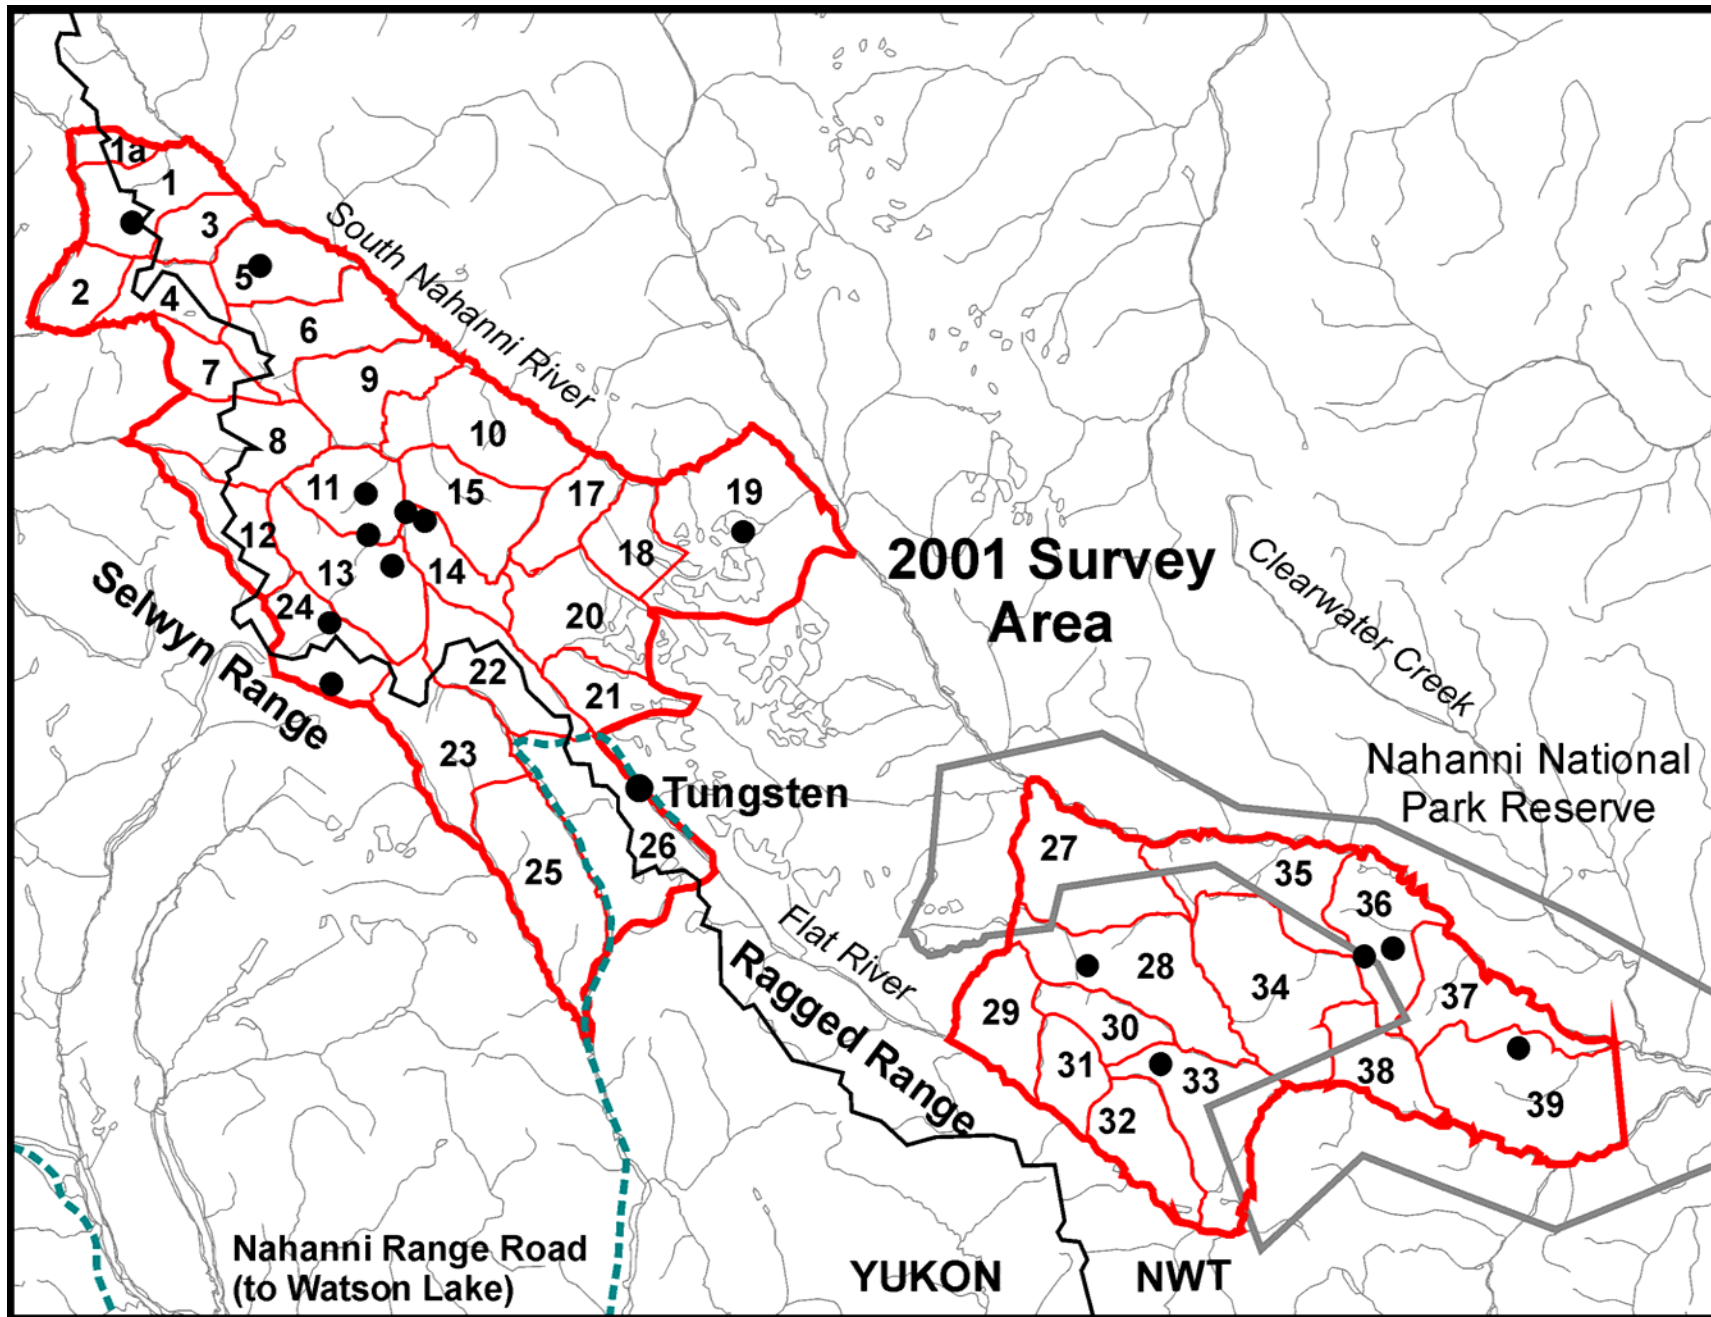 1a
1
3
South Nahanni River
2
4
5
6
7
9
8
10
11
15
17
19
12
13
14
18
2001 Survey
Area
Clearwater Creek
24
20
Selwyn Range
22
21
23
Nahanni National
Park Reserve
Tungsten
26
25
27
35
36
Flat River
Ragged Range
28
34
37
29
30
31
33
38
32
39
Nahanni Range Road
(to Watson Lake)
YUKON
NWT